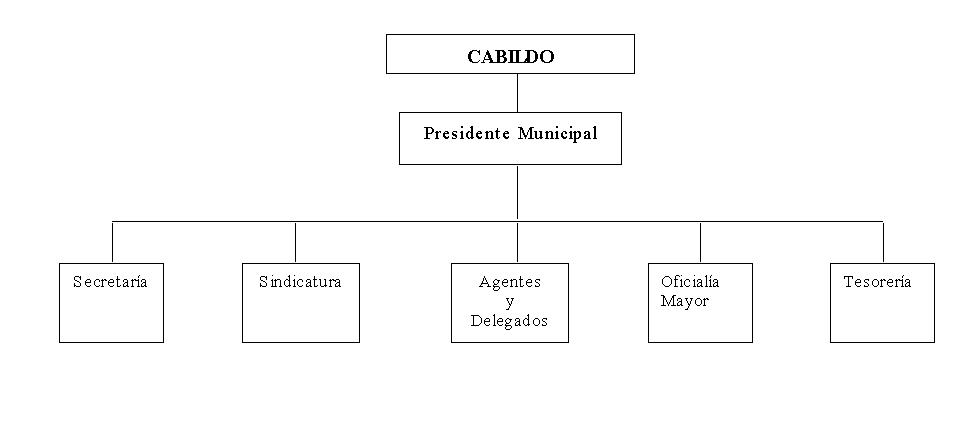 CABILDO
Presidente Municipal
Secretaría
Sindicatura
Agentes
y
Delegados
Oficialía
Mayor
Tesorería